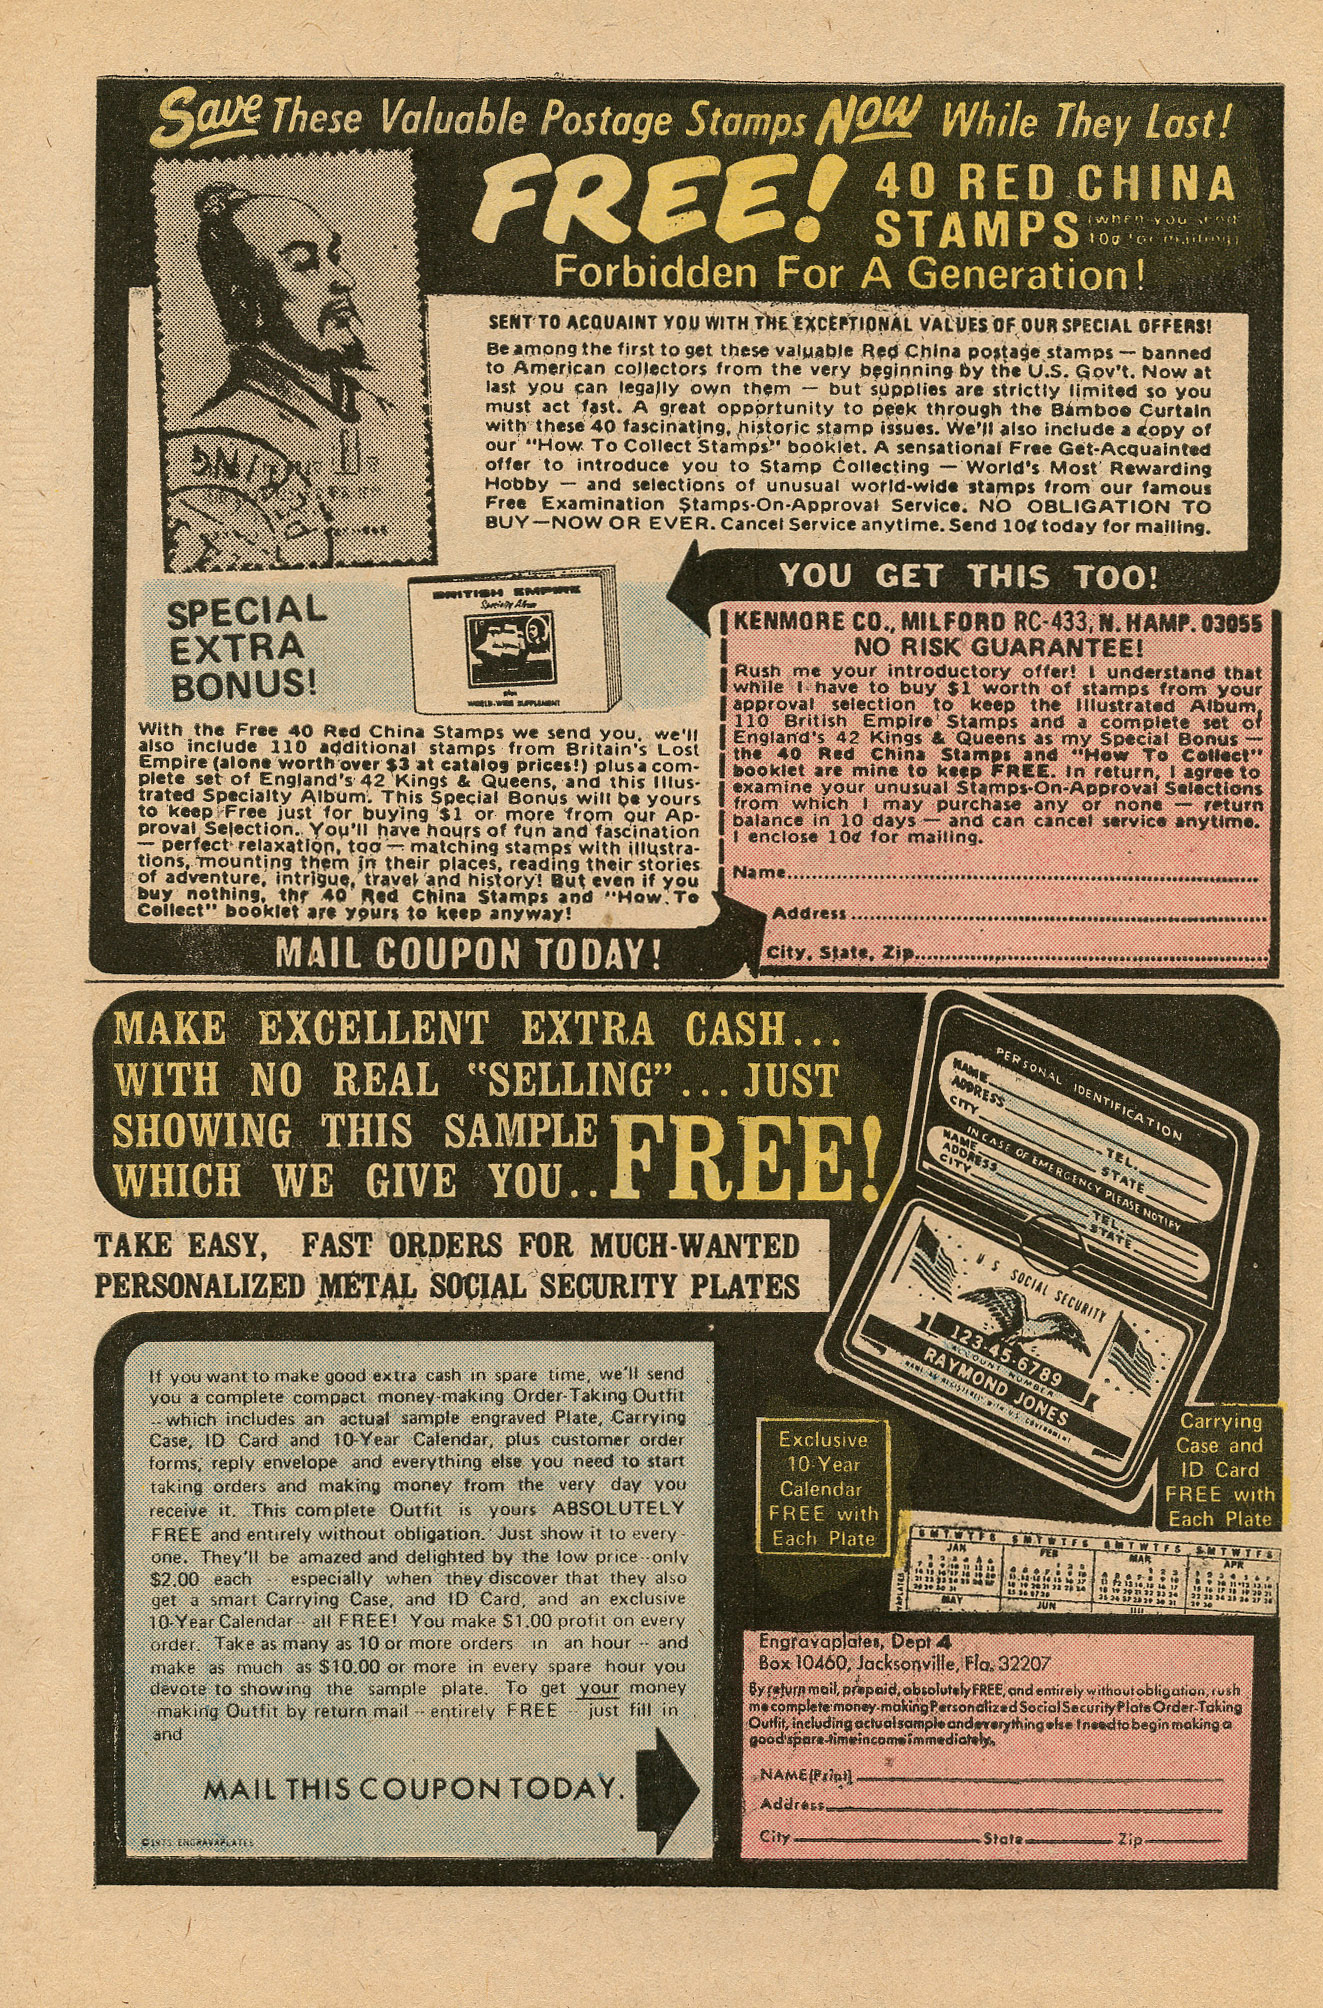 Save These Valuable Postage Stamps Now While They Last!
FREE! 40 RED CHINA
STAMPS (when you send
10¢ for mailing)
Forbidden For A Generation!
SENT TO ACQUAINT YOU WITH THE EXCEPTIONAL VALUES OF OUR SPECIAL OFFERS!
Be among the first to get these valuable Red China postage stamps — banned
to American collectors from the very beginning by the U.S. Gov't. Now at
last you can legally own them — but supplies are strictly limited so you
must act fast. A great opportunity to peek through the Bamboo Curtain
with these 40 fascinating, historic stamp issues. We'll also include a copy of
our "How To Collect Stamps" booklet. A sensational Free Get-Acquainted
offer to introduce you to Stamp Collecting — World's Most Rewarding
Hobby — and selections of unusual world-wide stamps from our famous
Free Examination Stamps-On-Approval Service. NO OBLIGATION TO
BUY—NOW OR EVER. Cancel Service anytime. Send 10¢ today for mailing.
YOU GET THIS TOO!
SPECIAL
EXTRA
BONUS!
BRITISH EMPIRE
Specialty Album
plus
WORLD-WIDE SUPPLEMENT
With the Free 40 Red China Stamps we send you, we'll
also include 110 additional stamps from Britain's Lost
Empire (alone worth over $3 at catalog prices!) plus a com-
plete set of England's 42 Kings & Queens, and this Illus-
trated Specialty Album. This Special Bonus will be yours
to keep Free just for buying $1 or more from our Ap-
proval Selection. You'll have hours of fun and fascination
— perfect relaxation, too — matching stamps with illustra-
tions, mounting them in their places, reading their stories
of adventure, intrigue, travel and history! But even if you
buy nothing, the 40 Red China Stamps and "How To
Collect" booklet are yours to keep anyway!
MAIL COUPON TODAY!
KENMORE CO., MILFORD RC-433, N. HAMP. 03055
NO RISK GUARANTEE!
Rush me your introductory offer! I understand that
while I have to buy $1 worth of stamps from your
approval selection to keep the Illustrated Album,
110 British Empire Stamps and a complete set of
England's 42 Kings & Queens as my Special Bonus —
the 40 Red China Stamps and "How To Collect"
booklet are mine to keep FREE. In return, I agree to
examine your unusual Stamps-On-Approval Selections
from which I may purchase any or none — return
balance in 10 days — and can cancel service anytime.
I enclose 10¢ for mailing.
Name
Address
City, State, Zip
MAKE EXCELLENT EXTRA CASH...
WITH NO REAL "SELLING"... JUST
SHOWING THIS SAMPLE
WHICH WE GIVE YOU.. FREE!
TAKE EASY, FAST ORDERS FOR MUCH-WANTED
PERSONALIZED METAL SOCIAL SECURITY PLATES
PERSONAL IDENTIFICATION
NAME
ADDRESS
CITY TEL. STATE
IN CASE OF EMERGENCY PLEASE NOTIFY
NAME
ADDRESS
CITY TEL. STATE
U S SOCIAL SECURITY
123-45-6789
ACCOUNT NUMBER
RAYMOND JONES
NAME AS REGISTERED WITH U.S. GOVERNMENT
If you want to make good extra cash in spare time, we'll send
you a complete compact money-making Order-Taking Outfit
--which includes an actual sample engraved Plate, Carrying
Case, ID Card and 10-Year Calendar, plus customer order
forms, reply envelope and everything else you need to start
taking orders and making money from the very day you
receive it. This complete Outfit is yours ABSOLUTELY
FREE and entirely without obligation. Just show it to every-
one. They'll be amazed and delighted by the low price--only
$2.00 each especially when they discover that they also
get a smart Carrying Case, and ID Card, and an exclusive
10-Year Calendar-- all FREE! You make $1.00 profit on every
order. Take as many as 10 or more orders in an hour -- and
make as much as $10.00 or more in every spare hour you
devote to showing the sample plate. To get your money
making Outfit by return mail -- entirely FREE just fill in
and
MAIL THIS COUPON TODAY.
©1973 ENGRAVAPLATES
Exclusive
10-Year
Calendar
FREE with
Each Plate
Carrying
Case and
ID Card
FREE with
Each Plate
S M T W T F S S M T W T F S S M T W T F S S M T W T F S
JAN FEB MAR APR
MAY JUN
Engravaplates, Dept 4
Box 10460, Jacksonville, Fla. 32207
By return mail, prepaid, absolutely FREE, and entirely without obligation, rush
me complete money-making Personalized Social Security Plate Order-Taking
Outfit, including actual sample and everything else I need to begin making a
good spare-time income immediately.
NAME (Print)
Address
City State Zip